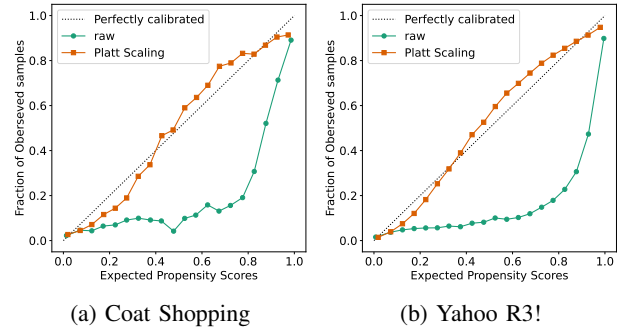 Perfectly calibrated
raw
Platt Scaling
Fraction of Oberseved samples
1.0
0.8
0.6
0.4
0.2
0.0
0.0 0.2 0.4 0.6 0.8 1.0
Expected Propensity Scores
(a) Coat Shopping
Perfectly calibrated
raw
Platt Scaling
Fraction of Oberseved samples
1.0
0.8
0.6
0.4
0.2
0.0
0.0 0.2 0.4 0.6 0.8 1.0
Expected Propensity Scores
(b) Yahoo R3!